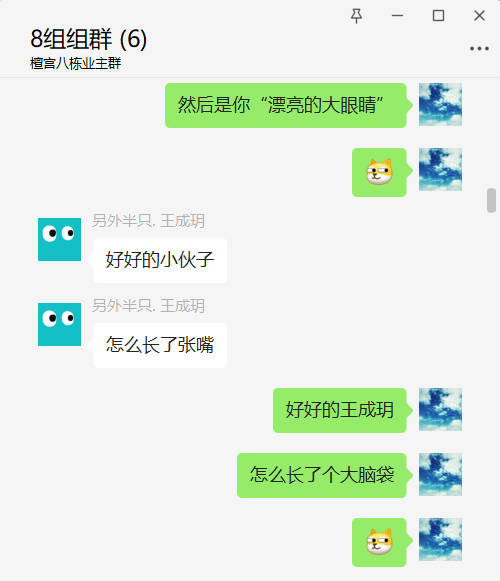 8组组群 (6)
檀宫八栋业主群
然后是你“漂亮的大眼睛”
另外半只. 王成玥
好好的小伙子
另外半只. 王成玥
怎么长了张嘴
好好的王成玥
怎么长了个大脑袋